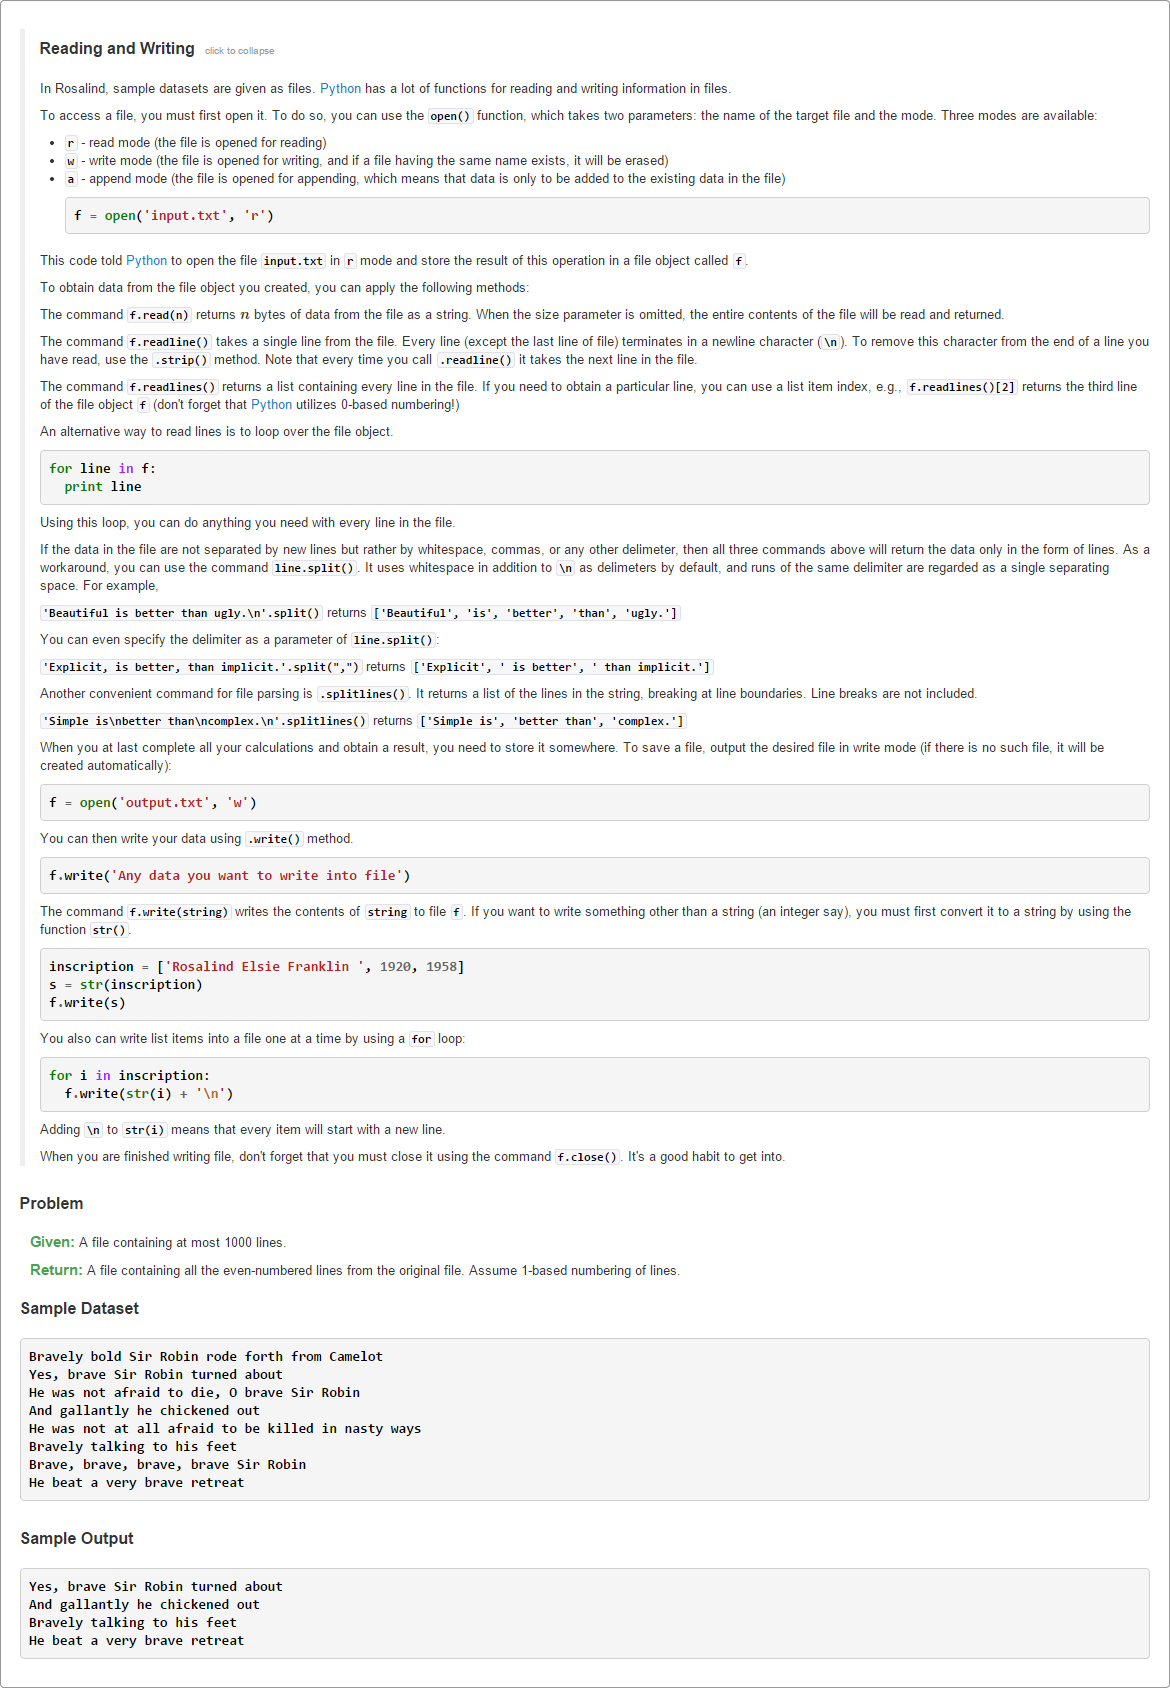 Reading and Writing click to collapse
In Rosalind, sample datasets are given as files. Python has a lot of functions for reading and writing information in files.
To access a file, you must first open it. To do so, you can use the open() function, which takes two parameters: the name of the target file and the mode. Three modes are available:
• r - read mode (the file is opened for reading)
• w - write mode (the file is opened for writing, and if a file having the same name exists, it will be erased)
• a - append mode (the file is opened for appending, which means that data is only to be added to the existing data in the file)
f = open('input.txt', 'r')
This code told Python to open the file input.txt in r mode and store the result of this operation in a file object called f.
To obtain data from the file object you created, you can apply the following methods:
The command f.read(n) returns n bytes of data from the file as a string. When the size parameter is omitted, the entire contents of the file will be read and returned.
The command f.readline() takes a single line from the file. Every line (except the last line of file) terminates in a newline character (\n). To remove this character from the end of a line you
have read, use the .strip() method. Note that every time you call .readline() it takes the next line in the file.
The command f.readlines() returns a list containing every line in the file. If you need to obtain a particular line, you can use a list item index, e.g., f.readlines()[2] returns the third line
of the file object f (don't forget that Python utilizes 0-based numbering!)
An alternative way to read lines is to loop over the file object.
for line in f:
  print line
Using this loop, you can do anything you need with every line in the file.
If the data in the file are not separated by new lines but rather by whitespace, commas, or any other delimeter, then all three commands above will return the data only in the form of lines. As a
workaround, you can use the command line.split(). It uses whitespace in addition to \n as delimeters by default, and runs of the same delimiter are regarded as a single separating
space. For example,
'Beautiful is better than ugly.\n'.split() returns ['Beautiful', 'is', 'better', 'than', 'ugly.']
You can even specify the delimiter as a parameter of line.split():
'Explicit, is better, than implicit.'.split(",") returns ['Explicit', ' is better', ' than implicit.']
Another convenient command for file parsing is .splitlines(). It returns a list of the lines in the string, breaking at line boundaries. Line breaks are not included.
'Simple is\nbetter than\ncomplex.\n'.splitlines() returns ['Simple is', 'better than', 'complex.']
When you at last complete all your calculations and obtain a result, you need to store it somewhere. To save a file, output the desired file in write mode (if there is no such file, it will be
created automatically):
f = open('output.txt', 'w')
You can then write your data using .write() method.
f.write('Any data you want to write into file')
The command f.write(string) writes the contents of string to file f. If you want to write something other than a string (an integer say), you must first convert it to a string by using the
function str().
inscription = ['Rosalind Elsie Franklin ', 1920, 1958]
s = str(inscription)
f.write(s)
You also can write list items into a file one at a time by using a for loop:
for i in inscription:
  f.write(str(i) + '\n')
Adding \n to str(i) means that every item will start with a new line.
When you are finished writing file, don't forget that you must close it using the command f.close(). It's a good habit to get into.
Problem
Given: A file containing at most 1000 lines.
Return: A file containing all the even-numbered lines from the original file. Assume 1-based numbering of lines.
Sample Dataset
Bravely bold Sir Robin rode forth from Camelot
Yes, brave Sir Robin turned about
He was not afraid to die, O brave Sir Robin
And gallantly he chickened out
He was not at all afraid to be killed in nasty ways
Bravely talking to his feet
Brave, brave, brave, brave Sir Robin
He beat a very brave retreat
Sample Output
Yes, brave Sir Robin turned about
And gallantly he chickened out
Bravely talking to his feet
He beat a very brave retreat